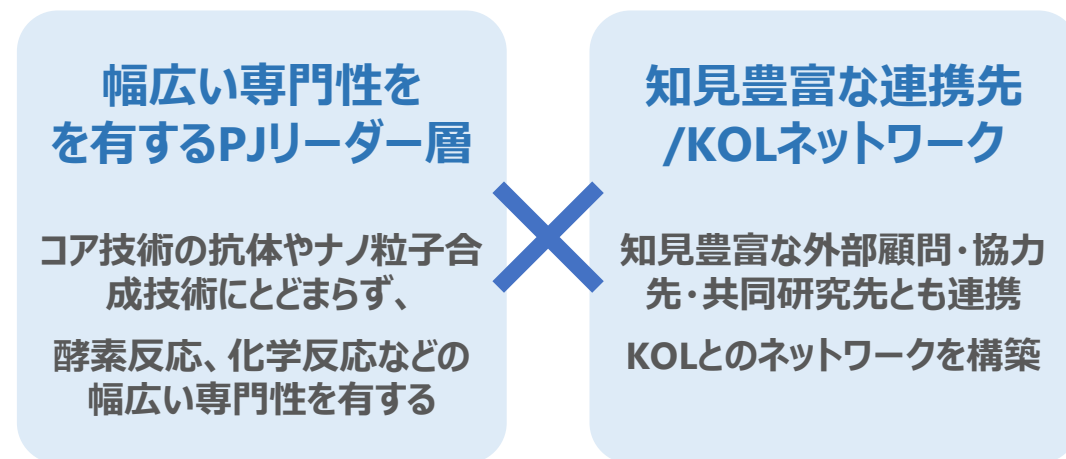 幅広い専門性を
を有するPJリーダー層
コア技術の抗体やナノ粒子合
成技術にとどまらず、
酵素反応、化学反応などの
幅広い専門性を有する
知見豊富な連携先
/KOLネットワーク
知見豊富な外部顧問・協力
先・共同研究先とも連携
KOLとのネットワークを構築